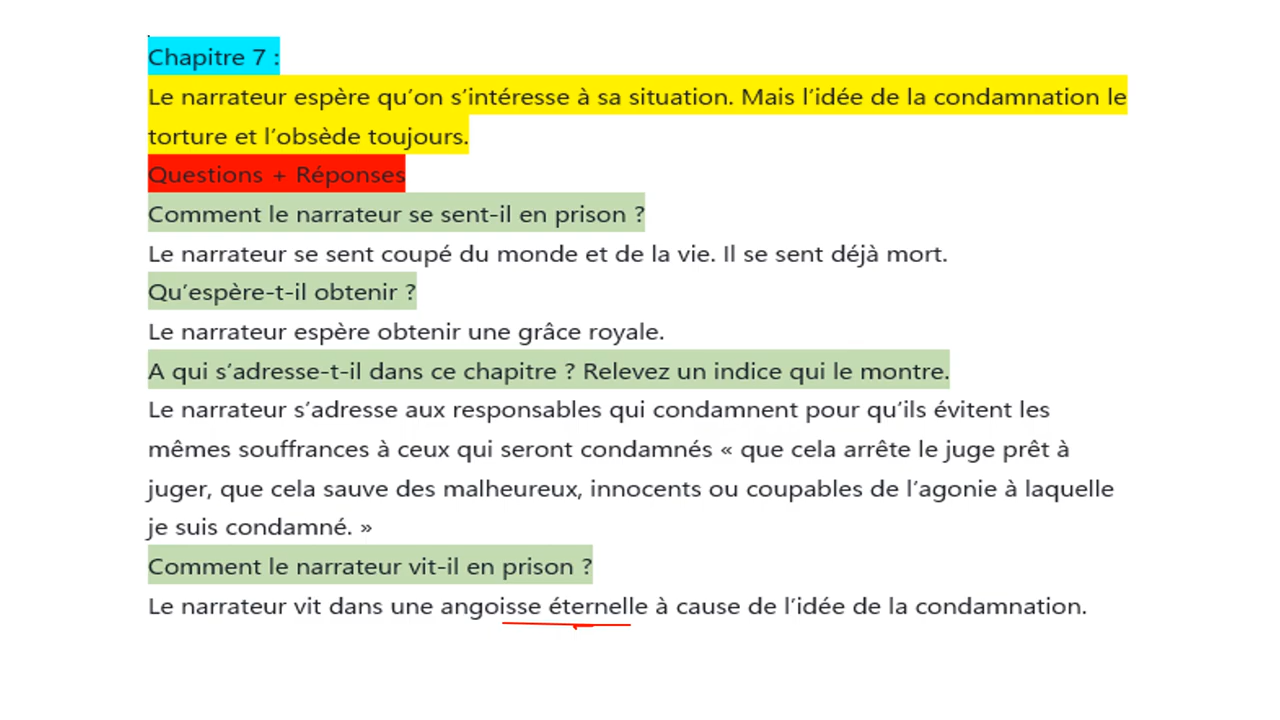 Chapitre 7 :
Le narrateur espère qu’on s’intéresse à sa situation. Mais l’idée de la condamnation le
torture et l’obsède toujours.
Questions + Réponses
Comment le narrateur se sent-il en prison ?
Le narrateur se sent coupé du monde et de la vie. Il se sent déjà mort.
Qu’espère-t-il obtenir ?
Le narrateur espère obtenir une grâce royale.
A qui s’adresse-t-il dans ce chapitre ? Relevez un indice qui le montre.
Le narrateur s’adresse aux responsables qui condamnent pour qu’ils évitent les
mêmes souffrances à ceux qui seront condamnés « que cela arrête le juge prêt à
juger, que cela sauve des malheureux, innocents ou coupables de l’agonie à laquelle
je suis condamné. »
Comment le narrateur vit-il en prison ?
Le narrateur vit dans une angoisse éternelle à cause de l’idée de la condamnation.